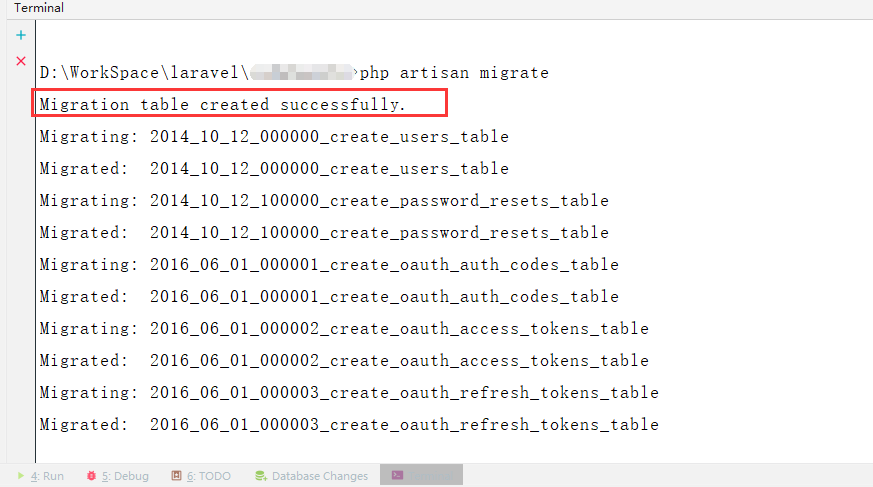 Terminal
D:\WorkSpace\laravel\ >php artisan migrate
Migration table created successfully.
Migrating: 2014_10_12_000000_create_users_table
Migrated:  2014_10_12_000000_create_users_table
Migrating: 2014_10_12_100000_create_password_resets_table
Migrated:  2014_10_12_100000_create_password_resets_table
Migrating: 2016_06_01_000001_create_oauth_auth_codes_table
Migrated:  2016_06_01_000001_create_oauth_auth_codes_table
Migrating: 2016_06_01_000002_create_oauth_access_tokens_table
Migrated:  2016_06_01_000002_create_oauth_access_tokens_table
Migrating: 2016_06_01_000003_create_oauth_refresh_tokens_table
Migrated:  2016_06_01_000003_create_oauth_refresh_tokens_table
4: Run 5: Debug 6: TODO Database Changes